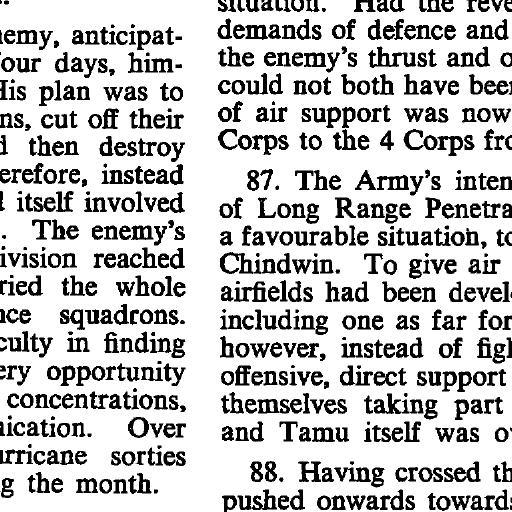 nemy, anticipat-
four days, him-
His plan was to
ns, cut off their
then destroy
erefore, instead
itself involved
. The enemy's
ivision reached
ried the whole
nce squadrons.
culty in finding
ery opportunity
concentrations,
nication. Over
urricane sorties
g the month.
situation. Had the reve
demands of defence and
the enemy's thrust and o
could not both have been
of air support was now
Corps to the 4 Corps fro
87. The Army's inten
of Long Range Penetra
a favourable situation, to
Chindwin. To give air
airfields had been devel
including one as far for
however, instead of figh
offensive, direct support
themselves taking part
and Tamu itself was ov
88. Having crossed th
pushed onwards towards